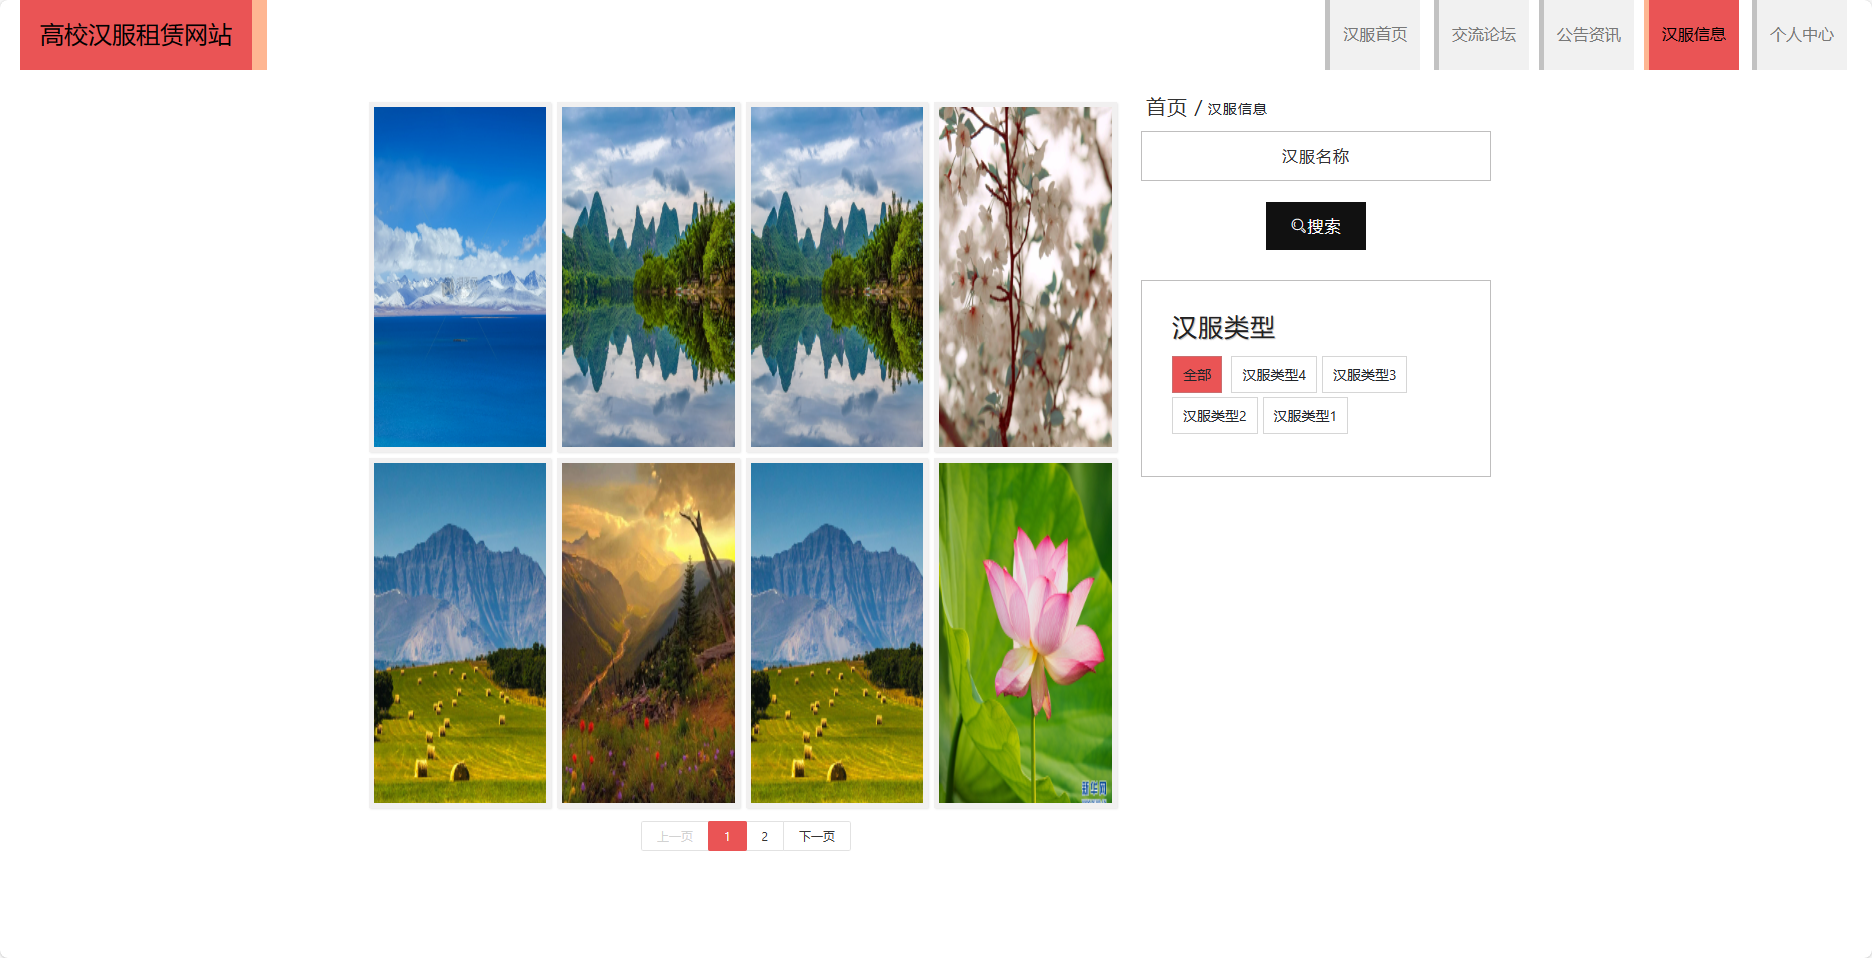 高校汉服租赁网站
汉服首页
交流论坛
公告资讯
汉服信息
个人中心
首页 / 汉服信息
汉服名称
搜索
汉服类型
全部
汉服类型4
汉服类型3
汉服类型2
汉服类型1
新华网
上一页
1
2
下一页